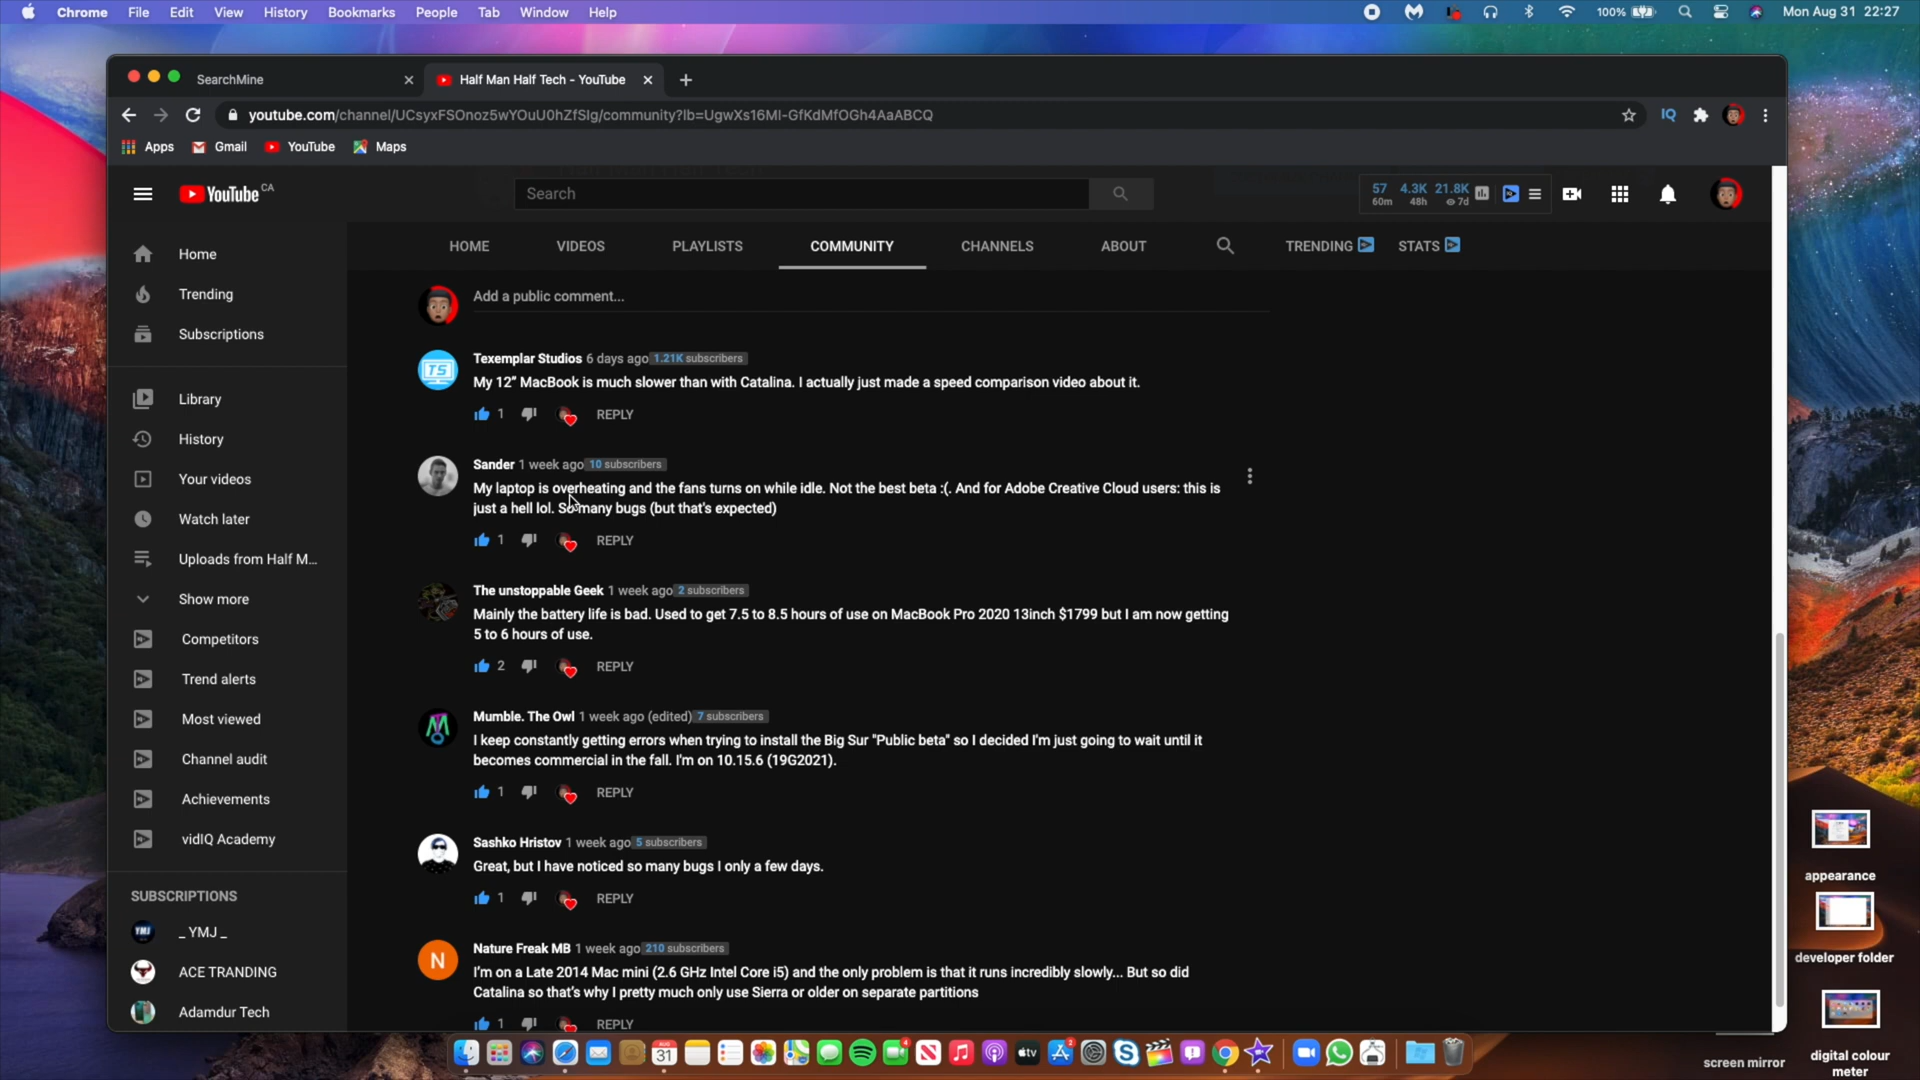 Chrome File Edit View History Bookmarks People Tab Window Help 100% Mon Aug 31 22:27
SearchMine
Half Man Half Tech - YouTube
youtube.com/channel/UCsyxFSOnoz5wYOuU0hZfSlg/community?lb=UgwXs16MI-GfKdMfOGh4AaABCQ
IQ
Apps Gmail YouTube Maps
YouTube CA
Search
57 4.3K 21.8K
60m 48h 7d
HOME VIDEOS PLAYLISTS COMMUNITY CHANNELS ABOUT TRENDING STATS
Home
Trending
Subscriptions
Library
History
Your videos
Watch later
Uploads from Half M...
Show more
Competitors
Trend alerts
Most viewed
Channel audit
Achievements
vidIQ Academy
SUBSCRIPTIONS
YMJ
_ YMJ _
ACE TRANDING
Adamdur Tech
Add a public comment...
TS
Texemplar Studios 6 days ago 1.21K subscribers
My 12” MacBook is much slower than with Catalina. I actually just made a speed comparison video about it.
1 REPLY
Sander 1 week ago 10 subscribers
My laptop is overheating and the fans turns on while idle. Not the best beta :(. And for Adobe Creative Cloud users: this is
just a hell lol. So many bugs (but that's expected)
1 REPLY
The unstoppable Geek 1 week ago 2 subscribers
Mainly the battery life is bad. Used to get 7.5 to 8.5 hours of use on MacBook Pro 2020 13inch $1799 but I am now getting
5 to 6 hours of use.
2 REPLY
Mumble. The Owl 1 week ago (edited) 7 subscribers
I keep constantly getting errors when trying to install the Big Sur "Public beta" so I decided I'm just going to wait until it
becomes commercial in the fall. I'm on 10.15.6 (19G2021).
1 REPLY
Sashko Hristov 1 week ago 5 subscribers
Great, but I have noticed so many bugs I only a few days.
1 REPLY
N
Nature Freak MB 1 week ago 210 subscribers
I’m on a Late 2014 Mac mini (2.6 GHz Intel Core i5) and the only problem is that it runs incredibly slowly... But so did
Catalina so that’s why I pretty much only use Sierra or older on separate partitions
1 REPLY
appearance
developer folder
screen mirror
digital colour
meter
31
tv